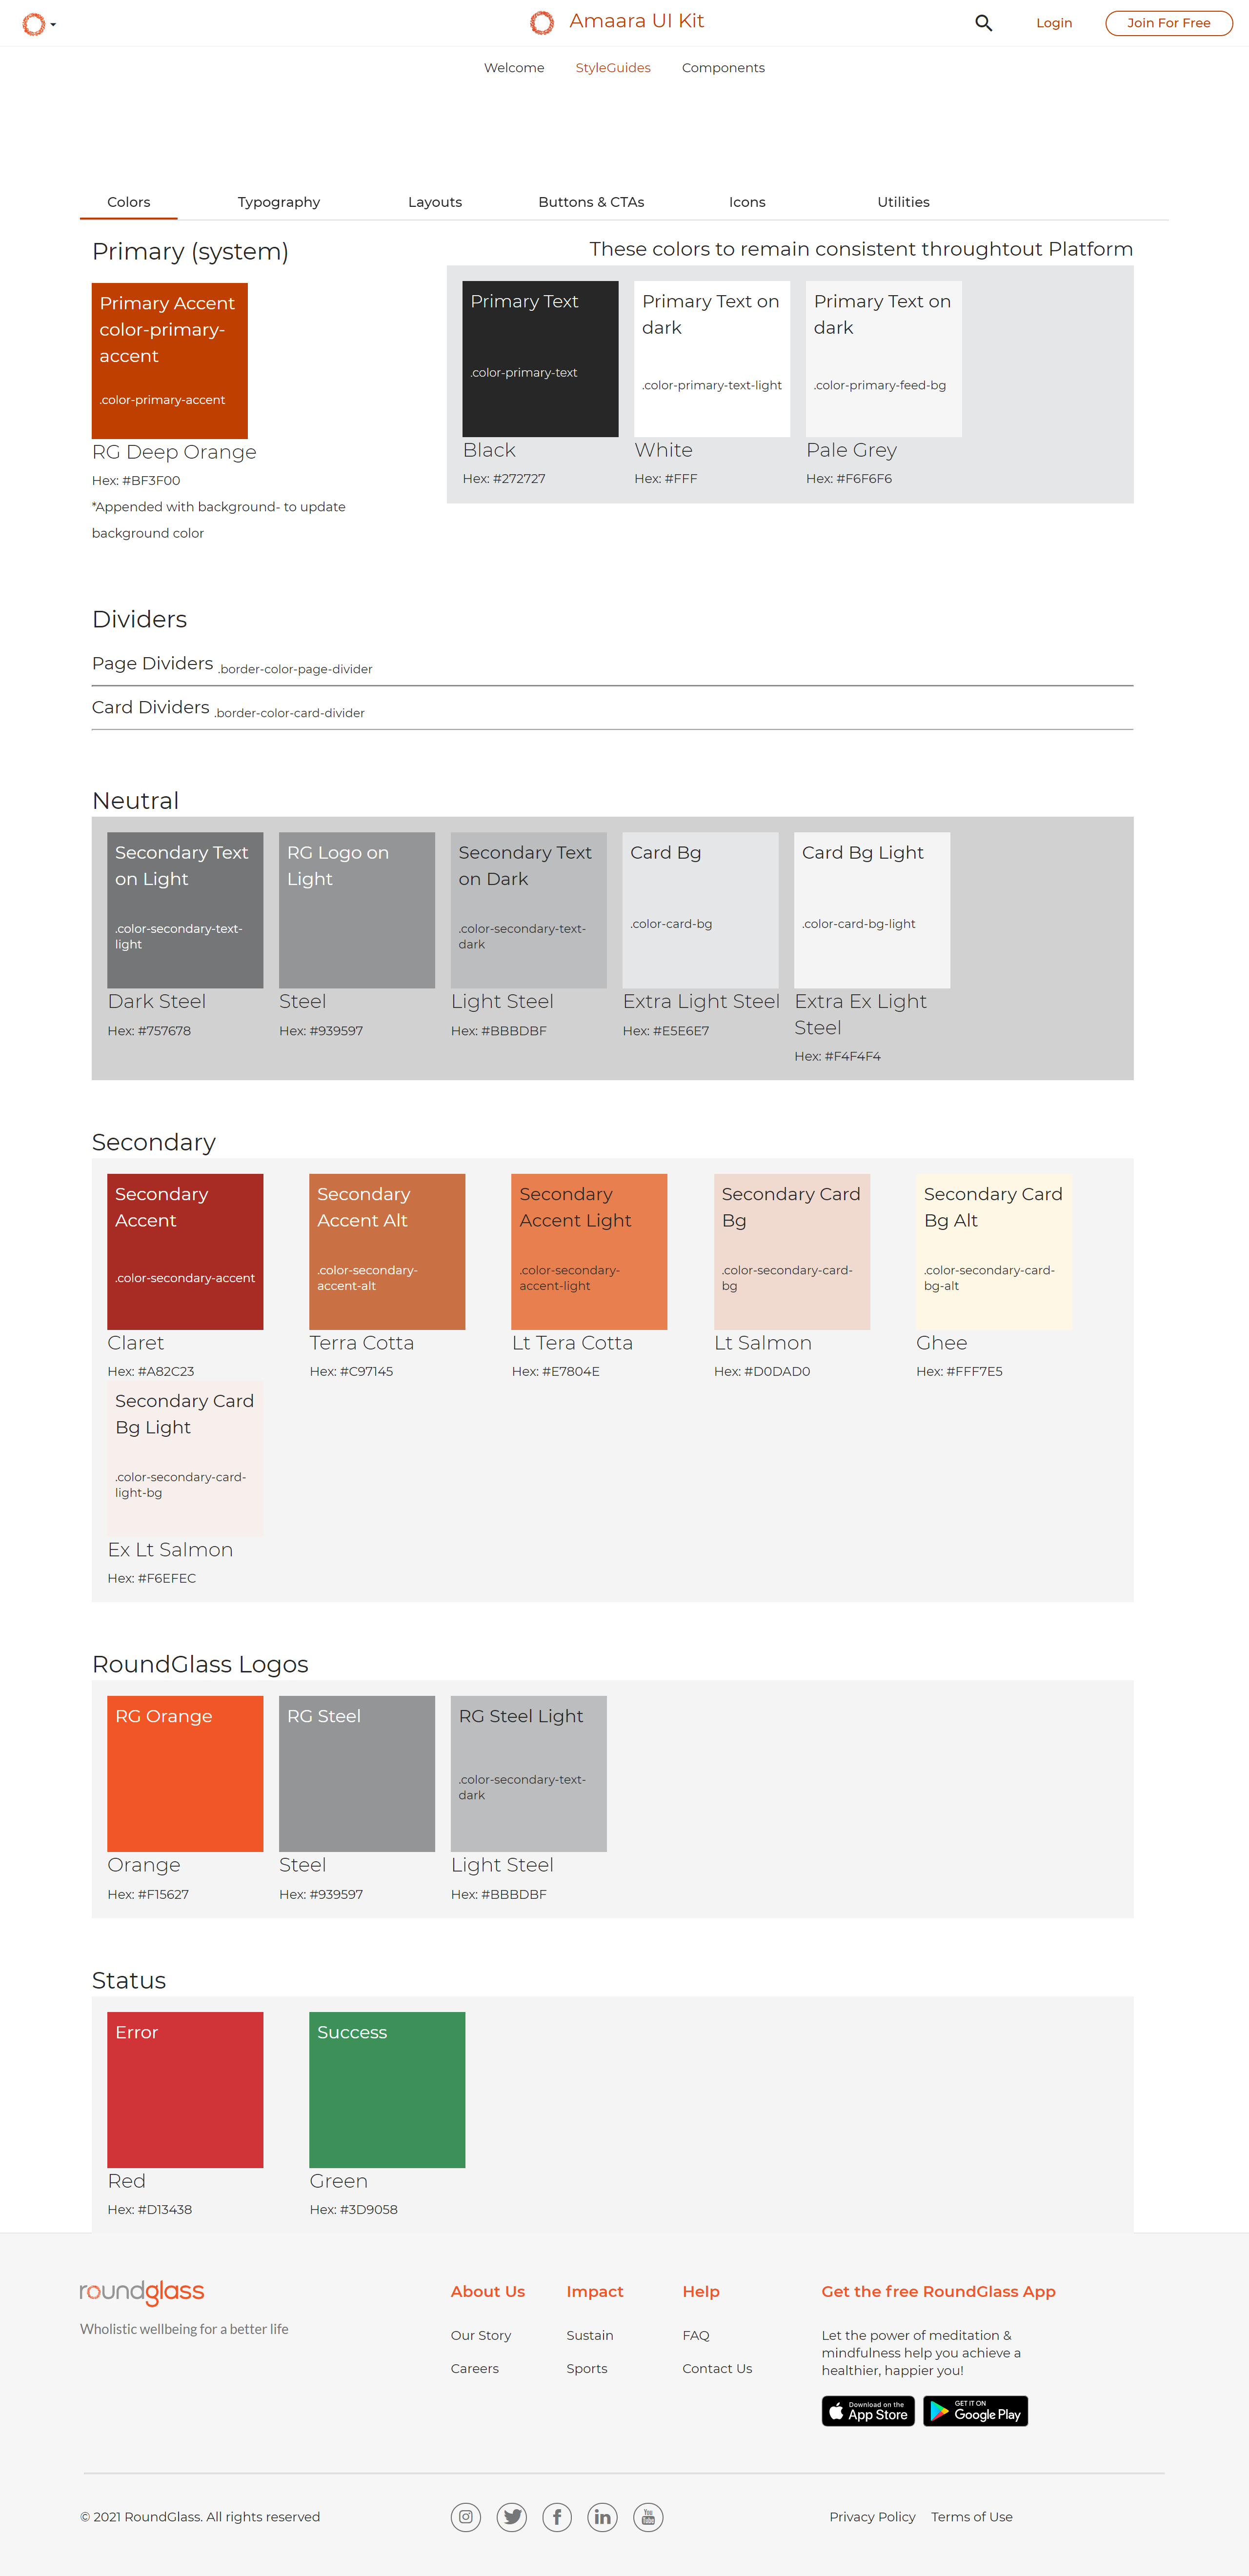 Amaara UI Kit
Login
Join For Free
Welcome
StyleGuides
Components
Colors
Typography
Layouts
Buttons & CTAs
Icons
Utilities
Primary (system)
Primary Accent
color-primary-
accent
.color-primary-accent
RG Deep Orange
Hex: #BF3F00
*Appended with background- to update
background color
These colors to remain consistent throughtout Platform
Primary Text
.color-primary-text
Black
Hex: #272727
Primary Text on
dark
.color-primary-text-light
White
Hex: #FFF
Primary Text on
dark
.color-primary-feed-bg
Pale Grey
Hex: #F6F6F6
Dividers
Page Dividers .border-color-page-divider
Card Dividers .border-color-card-divider
Neutral
Secondary Text
on Light
.color-secondary-text-
light
Dark Steel
Hex: #757678
RG Logo on
Light
Steel
Hex: #939597
Secondary Text
on Dark
.color-secondary-text-
dark
Light Steel
Hex: #BBBDBF
Card Bg
.color-card-bg
Extra Light Steel
Hex: #E5E6E7
Card Bg Light
.color-card-bg-light
Extra Ex Light
Steel
Hex: #F4F4F4
Secondary
Secondary
Accent
.color-secondary-accent
Claret
Hex: #A82C23
Secondary
Accent Alt
.color-secondary-
accent-alt
Terra Cotta
Hex: #C97145
Secondary
Accent Light
.color-secondary-
accent-light
Lt Tera Cotta
Hex: #E7804E
Secondary Card
Bg
.color-secondary-card-
bg
Lt Salmon
Hex: #D0DAD0
Secondary Card
Bg Alt
.color-secondary-card-
bg-alt
Ghee
Hex: #FFF7E5
Secondary Card
Bg Light
.color-secondary-card-
light-bg
Ex Lt Salmon
Hex: #F6EFEC
RoundGlass Logos
RG Orange
Orange
Hex: #F15627
RG Steel
Steel
Hex: #939597
RG Steel Light
.color-secondary-text-
dark
Light Steel
Hex: #BBBDBF
Status
Error
Red
Hex: #D13438
Success
Green
Hex: #3D9058
roundglass
Wholistic wellbeing for a better life
About Us
Our Story
Careers
Impact
Sustain
Sports
Help
FAQ
Contact Us
Get the free RoundGlass App
Let the power of meditation &
mindfulness help you achieve a
healthier, happier you!
Download on the
App Store
GET IT ON
Google Play
© 2021 RoundGlass. All rights reserved
You
Tube
Privacy Policy
Terms of Use